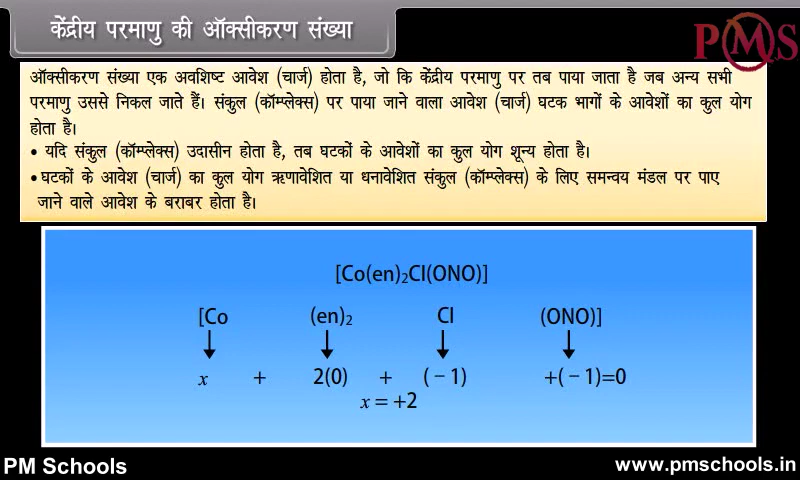 केंद्रीय परमाणु की ऑक्सीकरण संख्या
PMS
ऑक्सीकरण संख्या एक अवशिष्ट आवेश (चार्ज) होता है, जो कि केंद्रीय परमाणु पर तब पाया जाता है जब अन्य सभी
परमाणु उससे निकल जाते हैं। संकुल (कॉम्प्लेक्स) पर पाया जाने वाला आवेश (चार्ज) घटक भागों के आवेशों का कुल योग
होता है।
• यदि संकुल (कॉम्प्लेक्स) उदासीन होता है, तब घटकों के आवेशों का कुल योग शून्य होता है।
• घटकों के आवेश (चार्ज) का कुल योग ऋणावेशित या धनावेशित संकुल (कॉम्प्लेक्स) के लिए समन्वय मंडल पर पाए
जाने वाले आवेश के बराबर होता है।
[Co(en)₂Cl(ONO)]
[Co (en)₂ Cl (ONO)]
↓ ↓ ↓ ↓
x + 2(0) + (−1) +(−1)=0
x = +2
PM Schools www.pmschools.in